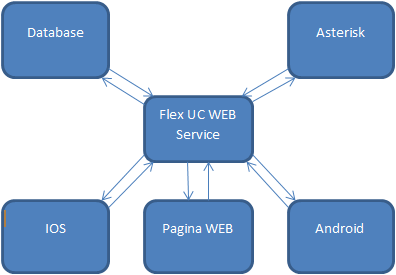 Database
Asterisk
Flex UC WEB
Service
IOS
Pagina WEB
Android